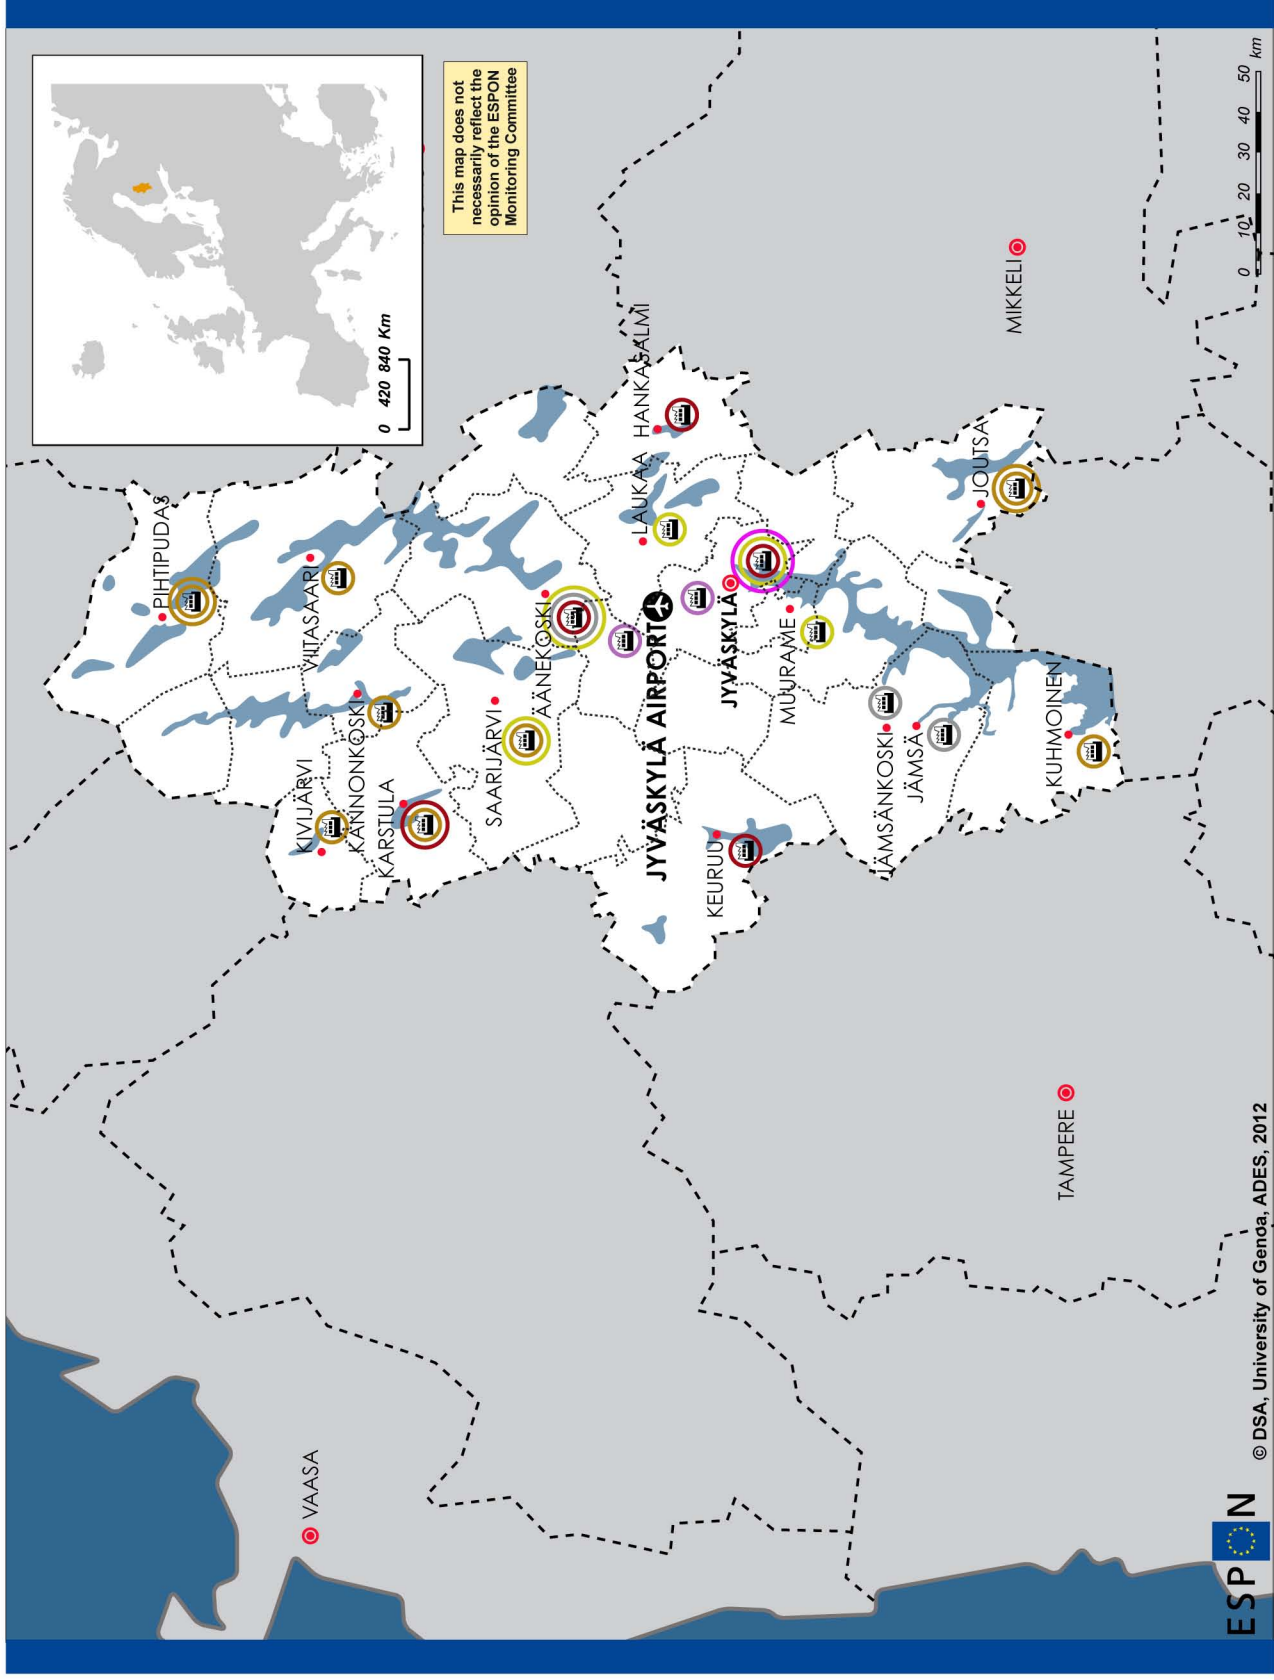 PIHTIPUDAS
VAASA
KIVIJÄRVI
VIITASAARI
KANNONKOSKI
KARSTULA
0 420 840 Km
This map does not
necessarily reflect the
opinion of the ESPON
Monitoring Committee
SAARIJÄRVI
ÄÄNEKOSKI
LAUKAA
HANKASALMI
JYVÄSKYLA AIRPORT
KEURUU
JYVÄSKYLÄ
MUURAME
JÄMSÄNKOSKI
JÄMSÄ
JOUTSA
MIKKELI
KUHMOINEN
TAMPERE
0 10 20 30 40 50
km
ESPON
© DSA, University of Genoa, ADES, 2012